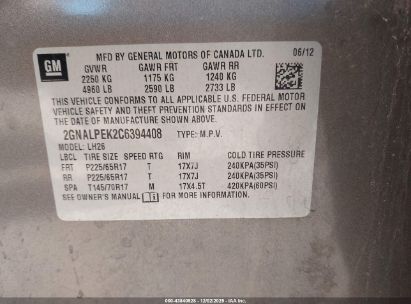 GM
MFD BY GENERAL MOTORS OF CANADA LTD. 06/12
GVWR GAWR FRT GAWR RR
2250 KG 1175 KG 1240 KG
4960 LB 2590 LB 2733 LB
THIS VEHICLE CONFORMS TO ALL APPLICABLE U.S. FEDERAL MOTOR
VEHICLE SAFETY AND THEFT PREVENTION STANDARDS IN EFFECT ON
THE DATE OF MANUFACTURE SHOWN ABOVE.
2GNALPEK2C6394408 TYPE: M.P.V.
MODEL: LH26
LBCL TIRE SIZE SPEED RTG RIM COLD TIRE PRESSURE
FRT P225/65R17 T 17X7J 240KPA(35PSI)
RR P225/65R17 T 17X7J 240KPA(35PSI)
SPA T145/70R17 M 17X4.5T 420KPA(60PSI)
SEE OWNER'S MANUAL FOR MORE INFORMATION.